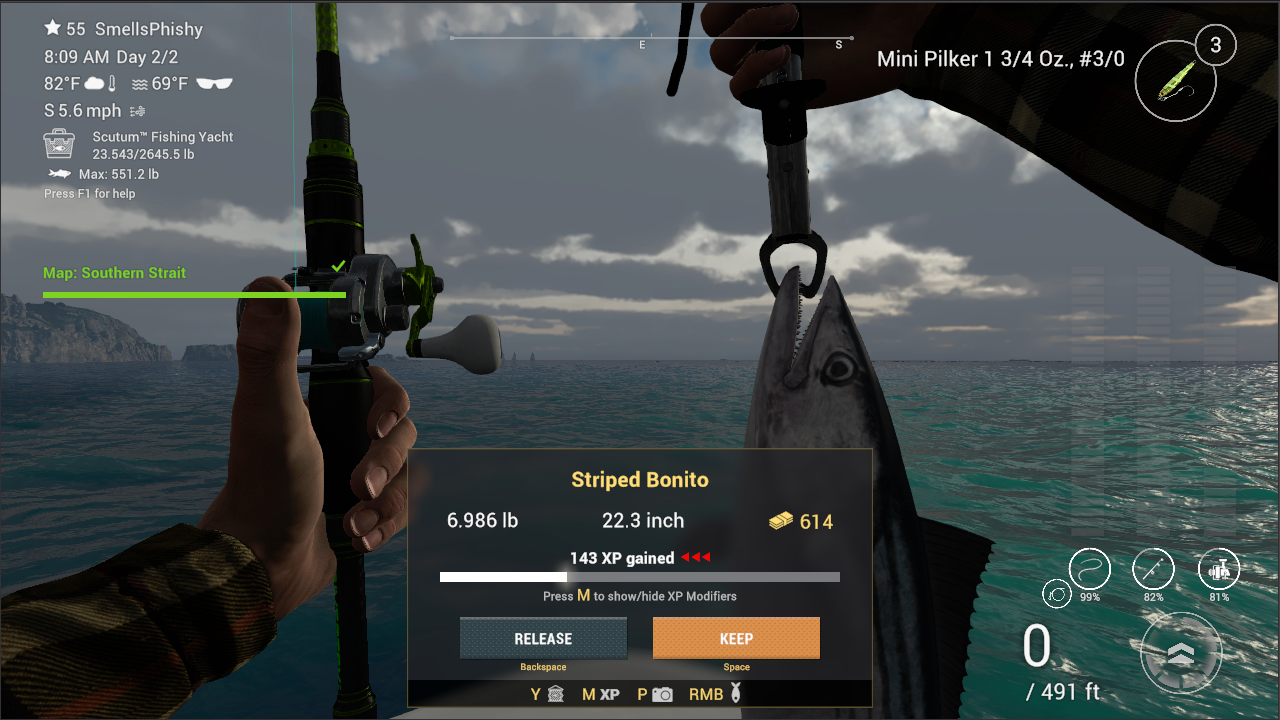 55 SmellsPhishy
8:09 AM Day 2/2
82°F 69°F
S 5.6 mph
Scutum™ Fishing Yacht
23.543/2645.5 lb
Max: 551.2 lb
Press F1 for help
Map: Southern Strait
E S
Mini Pilker 1 3/4 Oz., #3/0
3
Striped Bonito
6.986 lb 22.3 inch 614
143 XP gained
Press M to show/hide XP Modifiers
RELEASE KEEP
Backspace Space
Y M XP P RMB
99% 82% 81%
0
/ 491 ft